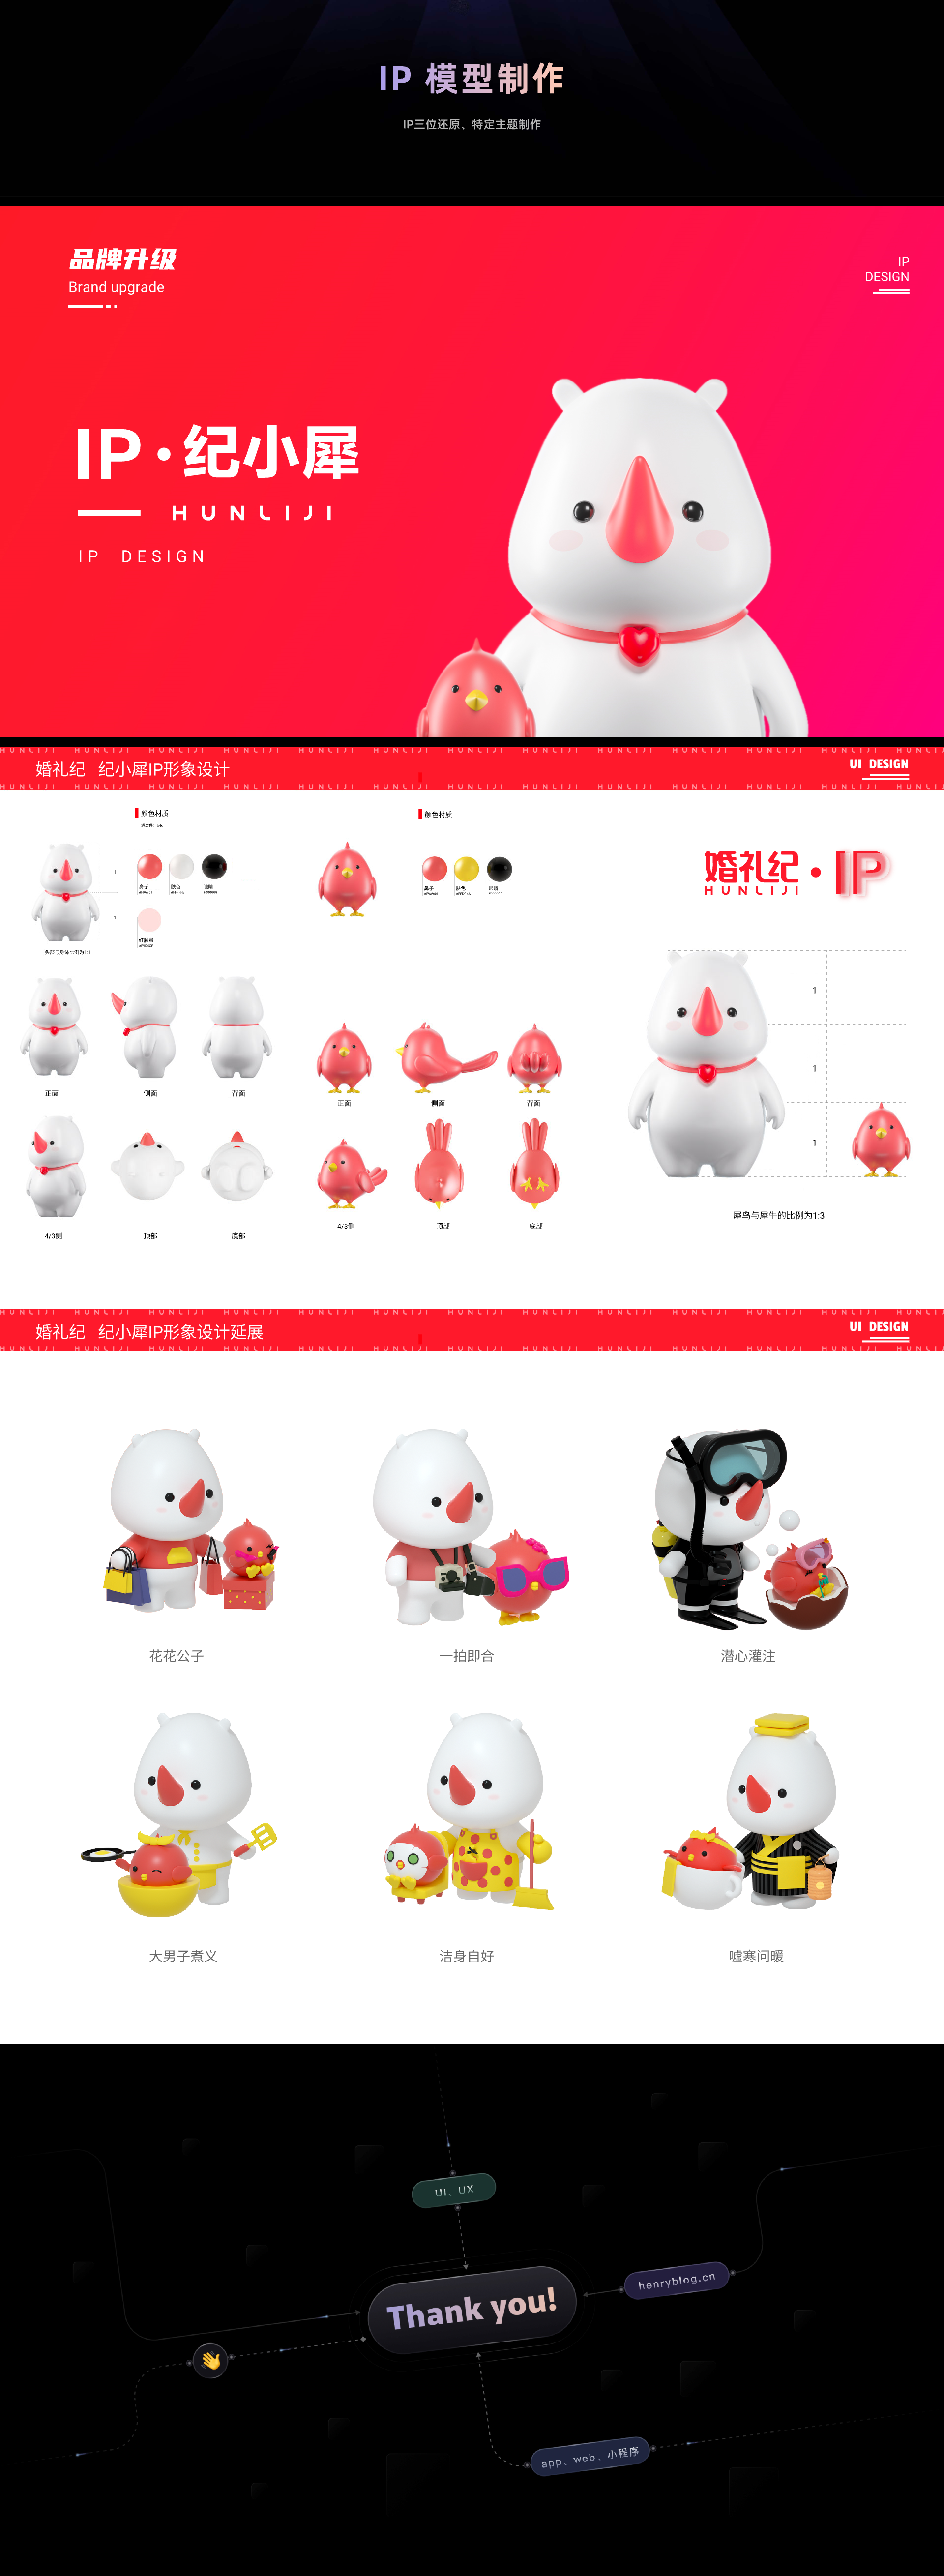 IP 模型制作
IP三位还原、特定主题制作
品牌升级
Brand upgrade
IP
DESIGN
IP·纪小犀
HUNLIJI
IP DESIGN
婚礼纪 纪小犀IP形象设计
UI DESIGN
颜色材质
鼻子
肤色
眼睛
红脸蛋
1
1
头部与身体比例为1:1
正面
侧面
背面
4/3侧
顶部
底部
颜色材质
鼻子
肤色
眼睛
正面
侧面
背面
4/3侧
顶部
底部
婚礼纪·IP
HUNLIJI
1
1
1
犀鸟与犀牛的比例为1:3
婚礼纪 纪小犀IP形象设计延展
UI DESIGN
花花公子
一拍即合
潜心灌注
大男子煮义
洁身自好
嘘寒问暖
UI、UX
henryblog.cn
Thank you!
app、web、小程序